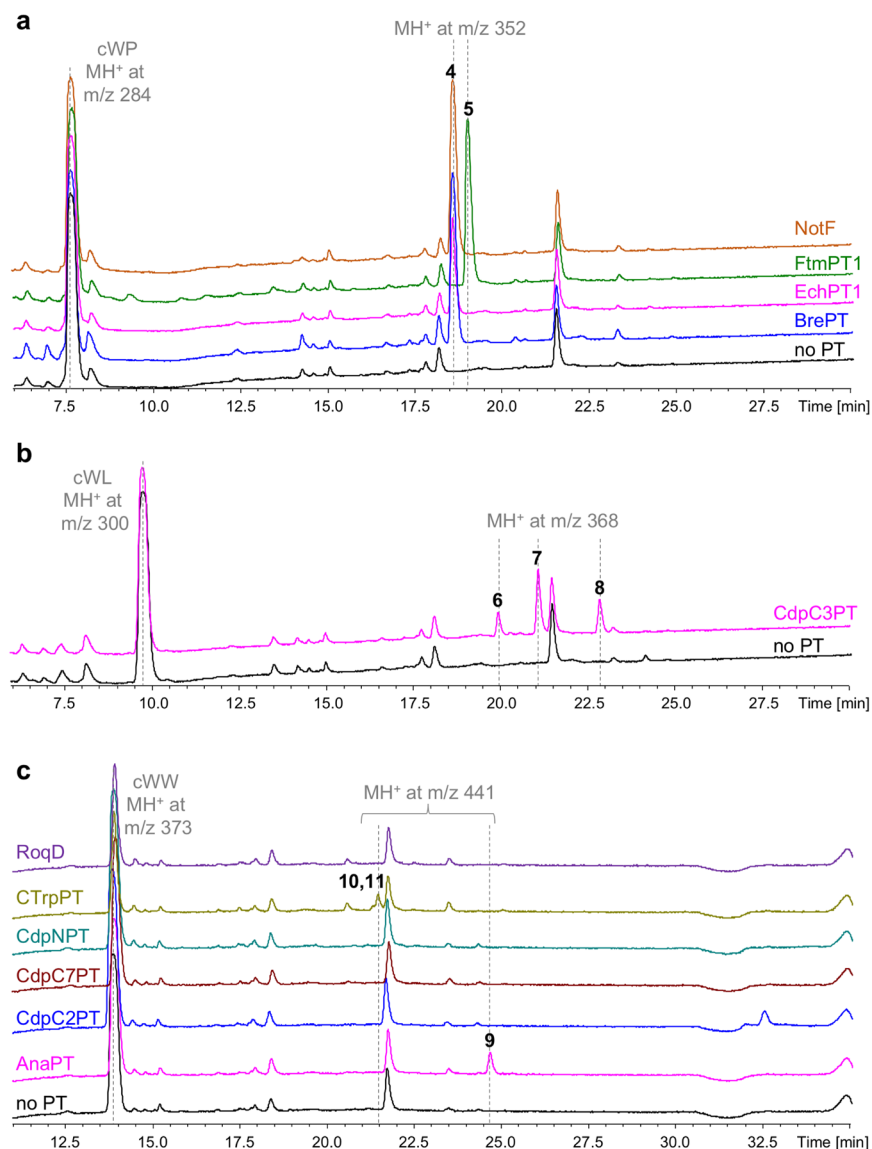 a
cWP
MH⁺ at
m/z 284
MH⁺ at m/z 352
4
5
NotF
FtmPT1
EchPT1
BrePT
no PT
7.5 10.0 12.5 15.0 17.5 20.0 22.5 25.0 27.5 Time [min]
b
cWL
MH⁺ at
m/z 300
MH⁺ at m/z 368
6
7
8
CdpC3PT
no PT
7.5 10.0 12.5 15.0 17.5 20.0 22.5 25.0 27.5 Time [min]
c
cWW
MH⁺ at
m/z 373
MH⁺ at m/z 441
RoqD
10,11
CTrpPT
CdpNPT
CdpC7PT
CdpC2PT
9
AnaPT
no PT
12.5 15.0 17.5 20.0 22.5 25.0 27.5 30.0 32.5 Time [min]